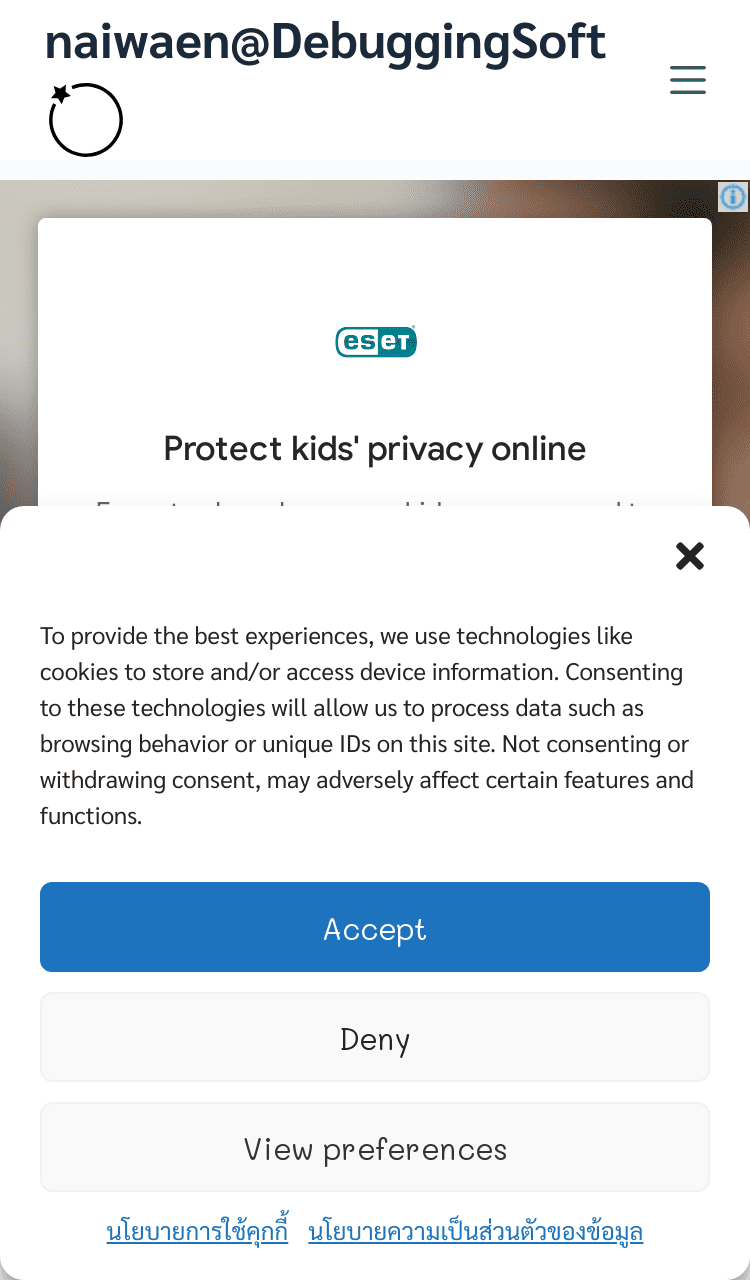 naiwaen@DebuggingSoft
eset
Protect kids' privacy online
To provide the best experiences, we use technologies like
cookies to store and/or access device information. Consenting
to these technologies will allow us to process data such as
browsing behavior or unique IDs on this site. Not consenting or
withdrawing consent, may adversely affect certain features and
functions.
Accept
Deny
View preferences
นโยบายการใช้คุกกี้ นโยบายความเป็นส่วนตัวของข้อมูล